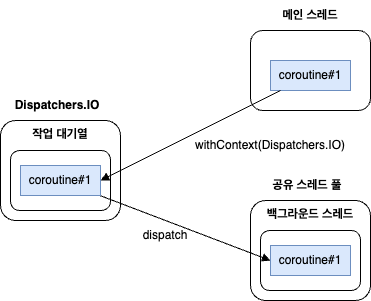 메인 스레드
coroutine#1
Dispatchers.IO
작업 대기열
coroutine#1
withContext(Dispatchers.IO)
dispatch
공유 스레드 풀
백그라운드 스레드
coroutine#1